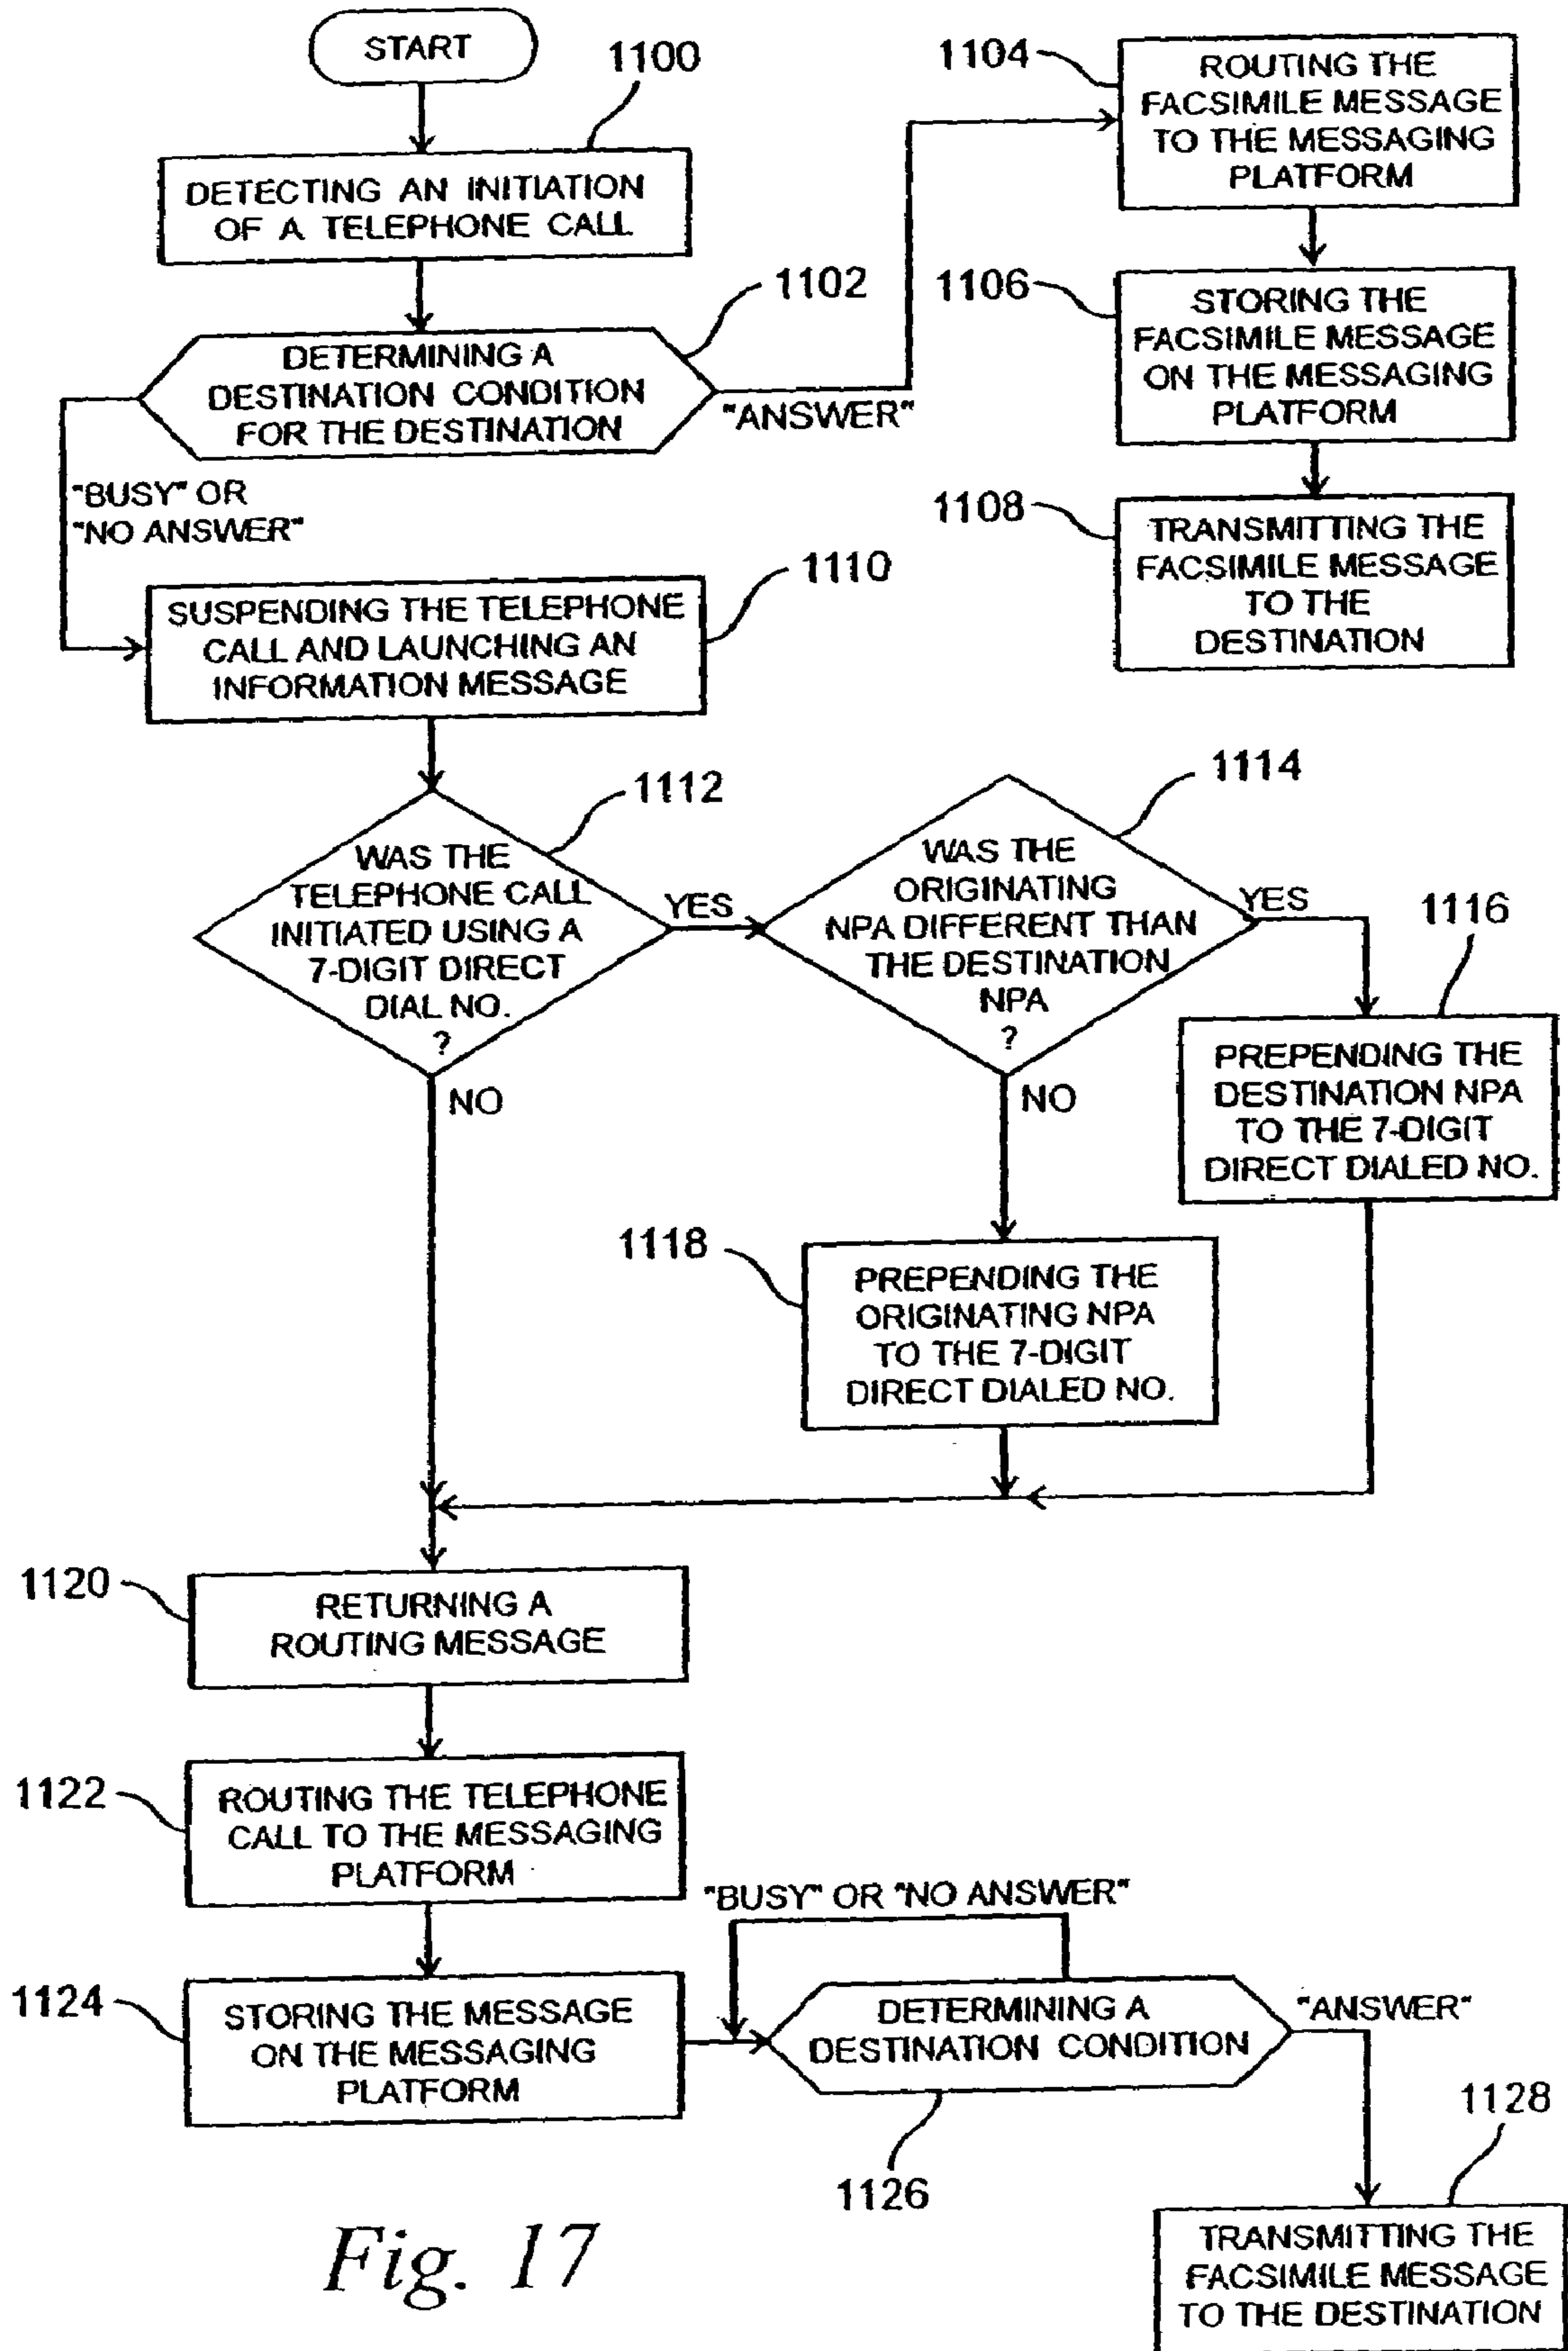 START
1100
DETECTING AN INITIATION
OF A TELEPHONE CALL
1102
DETERMINING A
DESTINATION CONDITION
FOR THE DESTINATION
"ANSWER"
1104
ROUTING THE
FACSIMILE MESSAGE
TO THE MESSAGING
PLATFORM
1106
STORING THE
FACSIMILE MESSAGE
ON THE MESSAGING
PLATFORM
1108
TRANSMITTING THE
FACSIMILE MESSAGE
TO THE
DESTINATION
"BUSY" OR
"NO ANSWER"
1110
SUSPENDING THE TELEPHONE
CALL AND LAUNCHING AN
INFORMATION MESSAGE
1112
WAS THE
TELEPHONE CALL
INITIATED USING A
7-DIGIT DIRECT
DIAL NO.
?
YES
NO
1114
WAS THE
ORIGINATING
NPA DIFFERENT THAN
THE DESTINATION
NPA
?
YES
NO
1116
PREPENDING THE
DESTINATION NPA
TO THE 7-DIGIT
DIRECT DIALED NO.
1118
PREPENDING THE
ORIGINATING NPA
TO THE 7-DIGIT
DIRECT DIALED NO.
1120
RETURNING A
ROUTING MESSAGE
1122
ROUTING THE TELEPHONE
CALL TO THE MESSAGING
PLATFORM
1124
STORING THE MESSAGE
ON THE MESSAGING
PLATFORM
"BUSY" OR "NO ANSWER"
DETERMINING A
DESTINATION CONDITION
"ANSWER"
1126
1128
TRANSMITTING THE
FACSIMILE MESSAGE
TO THE DESTINATION
Fig. 17